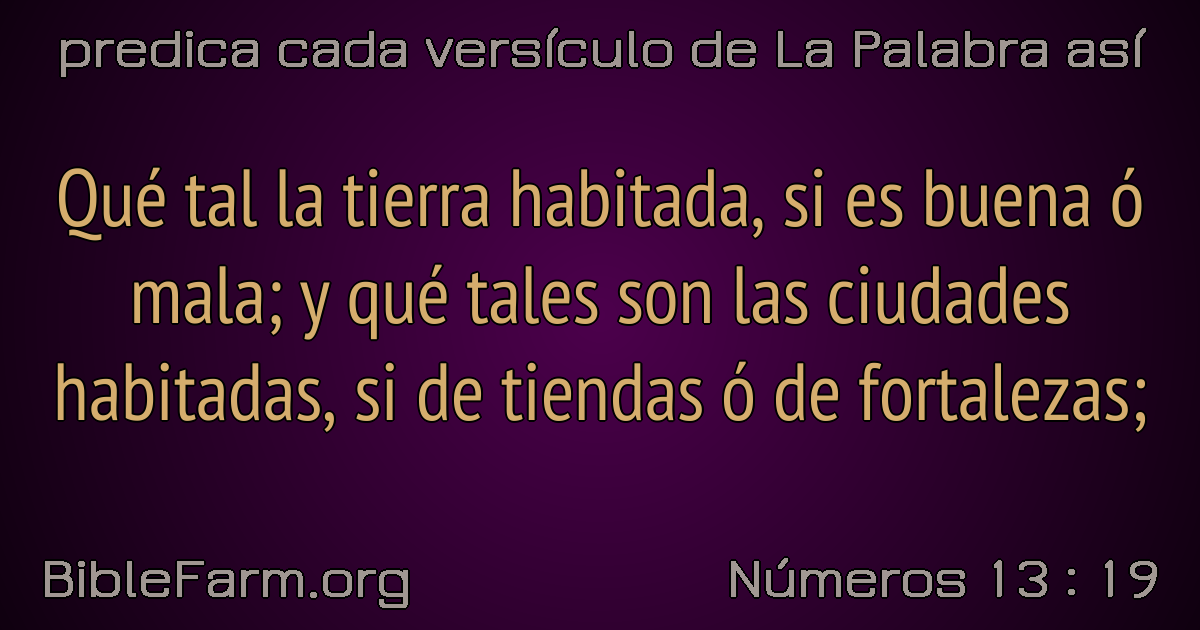 predica cada versículo de La Palabra así
Qué tal la tierra habitada, si es buena ó
mala; y qué tales son las ciudades
habitadas, si de tiendas ó de fortalezas;
BibleFarm.org
Números 13 : 19